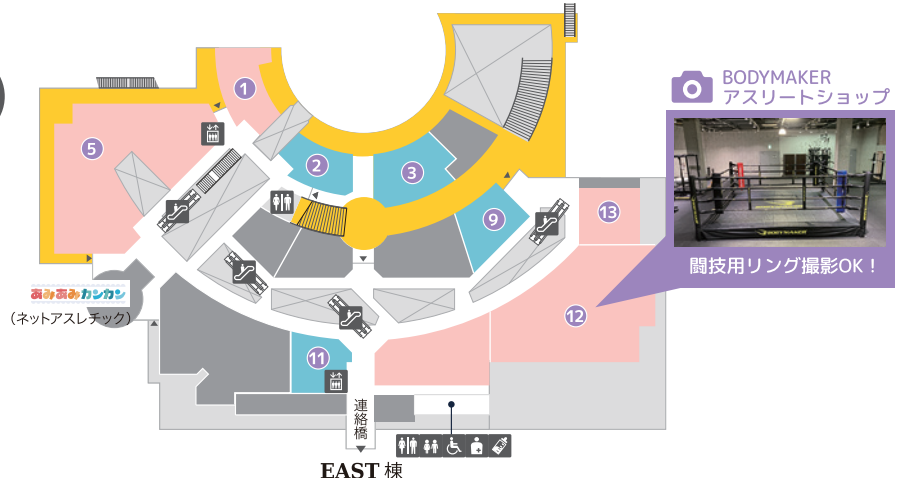 BODYMAKER
アスリートショップ
1
5
2
3
9
13
BODYMAKER
闘技用リング撮影OK！
あみあみカンカン
（ネットアスレチック）
12
11
連絡橋
EAST 棟